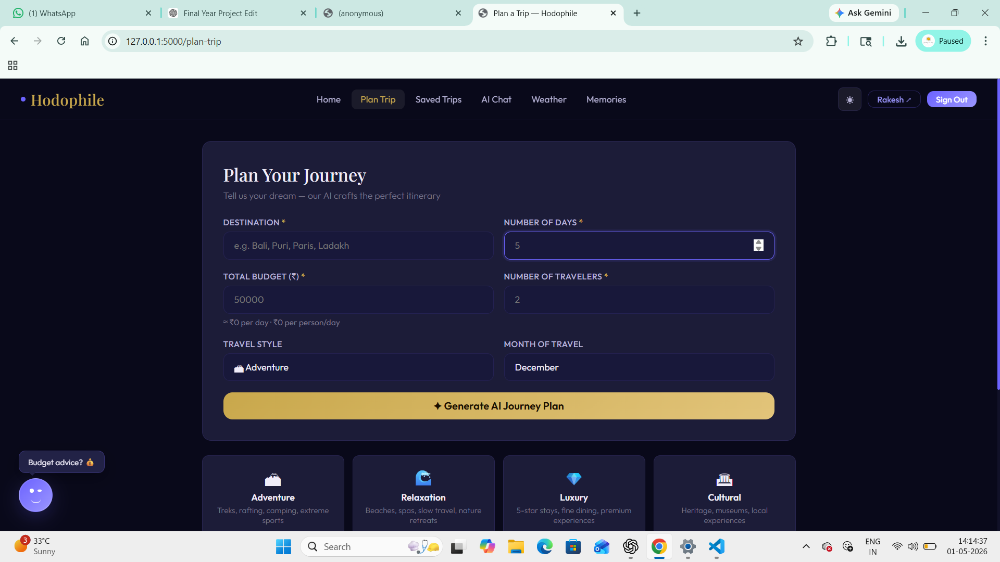 (1) WhatsApp
Final Year Project Edit
(anonymous)
Plan a Trip — Hodophile
Ask Gemini
127.0.0.1:5000/plan-trip
Paused
Hodophile
Home
Plan Trip
Saved Trips
AI Chat
Weather
Memories
Rakesh ↗
Sign Out
Plan Your Journey
Tell us your dream — our AI crafts the perfect itinerary
DESTINATION *
NUMBER OF DAYS *
e.g. Bali, Puri, Paris, Ladakh
5
TOTAL BUDGET (₹) *
NUMBER OF TRAVELERS *
50000
2
≈ ₹0 per day · ₹0 per person/day
TRAVEL STYLE
MONTH OF TRAVEL
🏔 Adventure
December
✦ Generate AI Journey Plan
Budget advice? 💰
Adventure
Treks, rafting, camping, extreme
sports
Relaxation
Beaches, spas, slow travel, nature
retreats
Luxury
5-star stays, fine dining, premium
experiences
Cultural
Heritage, museums, local
experiences
3
33°C
Sunny
Search
ENG
IN
14:14:37
01-05-2026